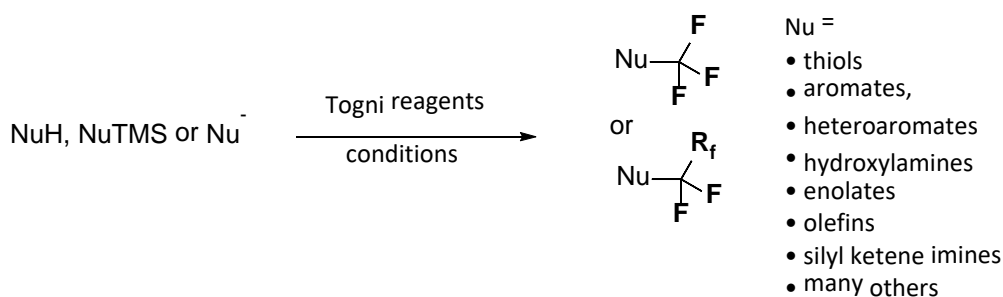 NuH, NuTMS or Nu-
Togni reagents
conditions
F
Nu
F
F
or
Rf
Nu
F
F
Nu =
• thiols
• aromates,
• heteroaromates
• hydroxylamines
• enolates
• olefins
• silyl ketene imines
• many others